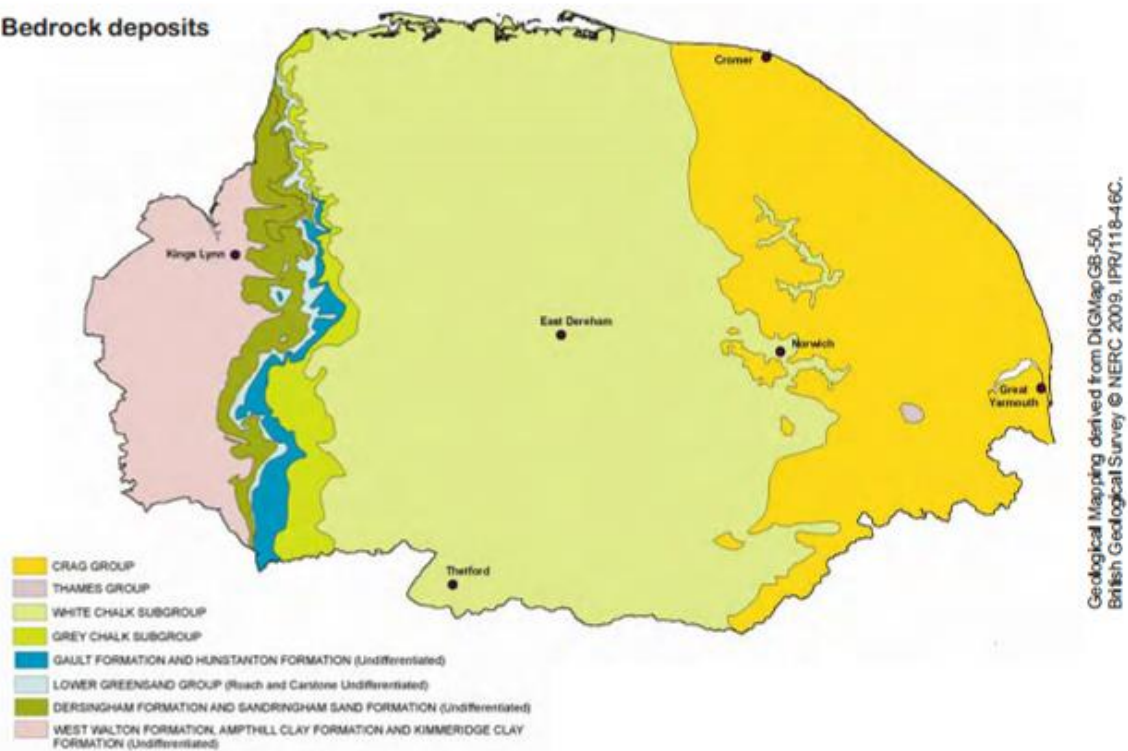 Bedrock deposits
Cromer
Kings Lynn
East Dereham
Norwich
Great
Yarmouth
Thetford
CRAG GROUP
THAMES GROUP
WHITE CHALK SUBGROUP
GREY CHALK SUBGROUP
GAULT FORMATION AND HUNSTANTON FORMATION (Undifferentiated)
LOWER GREENSAND GROUP (Roach and Carstone Undifferentiated)
DERSINGHAM FORMATION AND SANDRINGHAM SAND FORMATION (Undifferentiated)
WEST WALTON FORMATION, AMPTHILL CLAY FORMATION AND KIMMERIDGE CLAY
FORMATION (Undifferentiated)
Geological Mapping derived from DiGMapGB-50.
British Geological Survey © NERC 2009. IPR/118-46C.